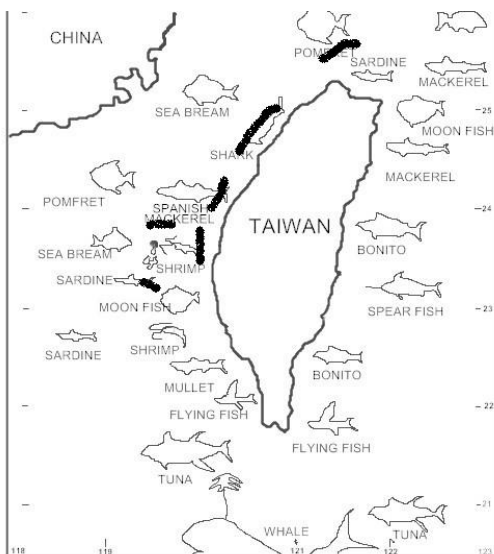 CHINA
POMFRET
SARDINE
MACKEREL
SEA BREAM
25
MOON FISH
SHARK
MACKEREL
POMFRET
SPANISH
MACKEREL
24
TAIWAN
SEA BREAM
BONITO
SHRIMP
SARDINE
SPEAR FISH
23
MOON FISH
SARDINE
SHRIMP
MULLET
BONITO
22
FLYING FISH
FLYING FISH
TUNA
21
WHALE
TUNA
118
119
121
122
123